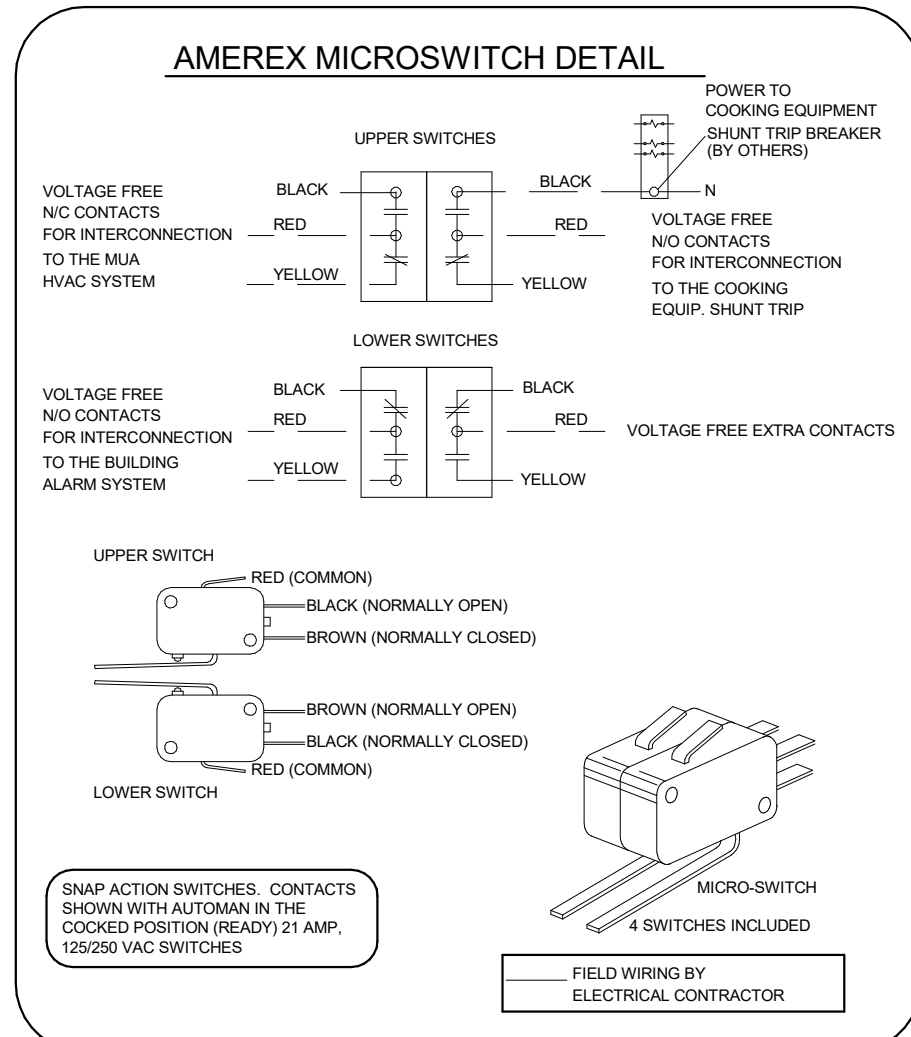 AMEREX MICROSWITCH DETAIL
POWER TO
COOKING EQUIPMENT
SHUNT TRIP BREAKER
(BY OTHERS)
UPPER SWITCHES
BLACK
BLACK
N
VOLTAGE FREE
N/C CONTACTS
FOR INTERCONNECTION
TO THE MUA
HVAC SYSTEM
RED
RED
YELLOW
YELLOW
VOLTAGE FREE
N/O CONTACTS
FOR INTERCONNECTION
TO THE COOKING
EQUIP. SHUNT TRIP
LOWER SWITCHES
BLACK
BLACK
VOLTAGE FREE
N/O CONTACTS
FOR INTERCONNECTION
TO THE BUILDING
ALARM SYSTEM
RED
RED
VOLTAGE FREE EXTRA CONTACTS
YELLOW
YELLOW
UPPER SWITCH
RED (COMMON)
BLACK (NORMALLY OPEN)
BROWN (NORMALLY CLOSED)
BROWN (NORMALLY OPEN)
BLACK (NORMALLY CLOSED)
RED (COMMON)
LOWER SWITCH
SNAP ACTION SWITCHES. CONTACTS
SHOWN WITH AUTOMAN IN THE
COCKED POSITION (READY) 21 AMP,
125/250 VAC SWITCHES
MICRO-SWITCH
4 SWITCHES INCLUDED
FIELD WIRING BY
ELECTRICAL CONTRACTOR